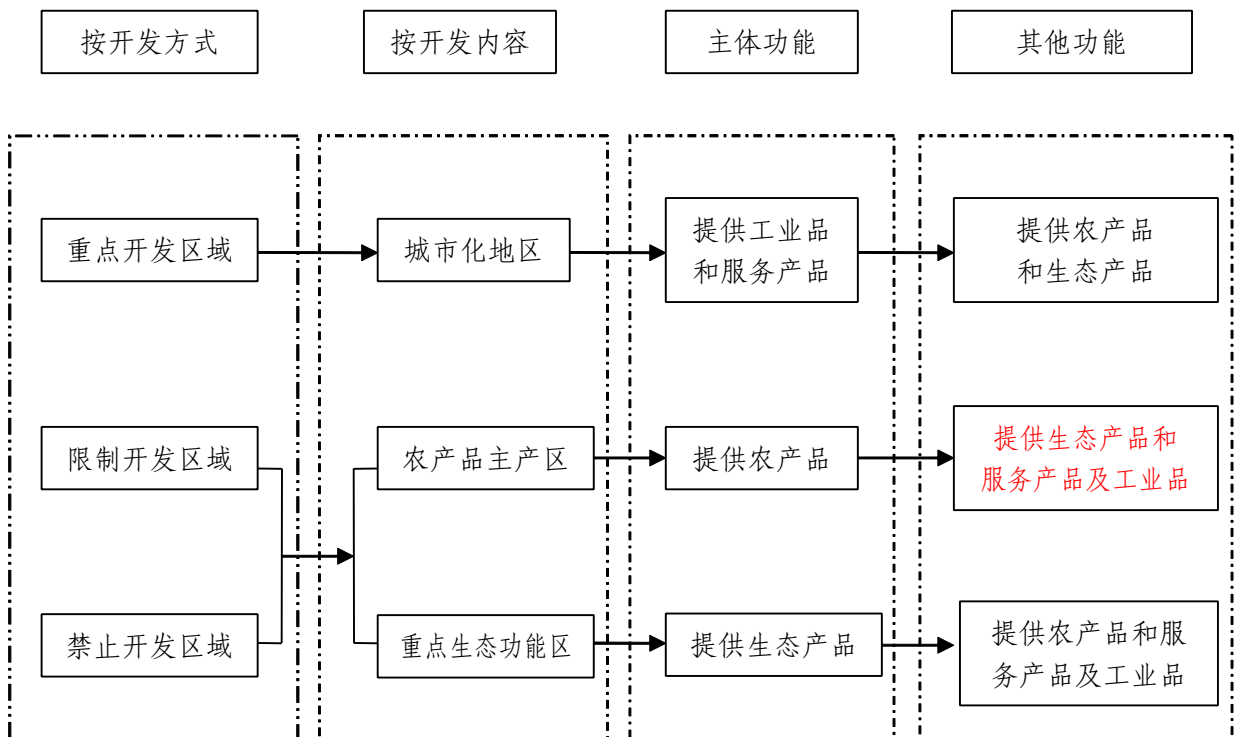 按开发方式
按开发内容
主体功能
其他功能
重点开发区域
城市化地区
提供工业品
和服务产品
提供农产品
和生态产品
限制开发区域
农产品主产区
提供农产品
提供生态产品和
服务产品及工业品
禁止开发区域
重点生态功能区
提供生态产品
提供农产品和服
务产品及工业品